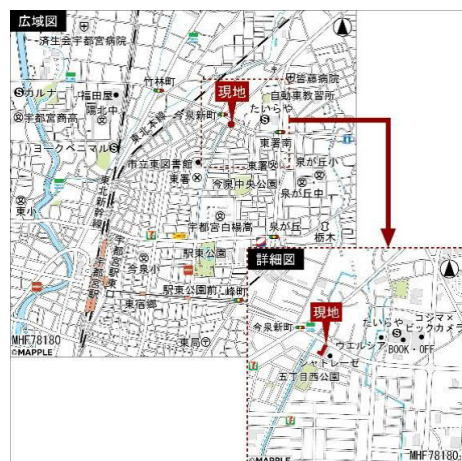 広域図
済生会宇都宮病院
竹林町
カルナ
福田屋
陽北中
宇都宮商高
ヨークベニマル
東北本線
今泉新町
現地
皆藤病院
自動車教習所
たいらや
東署南
市立東図書館
東署
東署
泉が丘小
今泉中央公園
泉が丘中
東小
東北新幹線
宇都宮白楊高
泉が丘
栃木
宇都宮駅東
今泉小
駅東公園
宇都宮駅
駅東公園前
峰町
東宿郷
東局
MHF78180
©MAPPLE
詳細図
現地
今泉新町
たいらや
コジマ×
ビックカメラ
ウエルシア
BOOK・OFF
シャトレーゼ
五丁目西公園
©MAPPLE
MHF78180